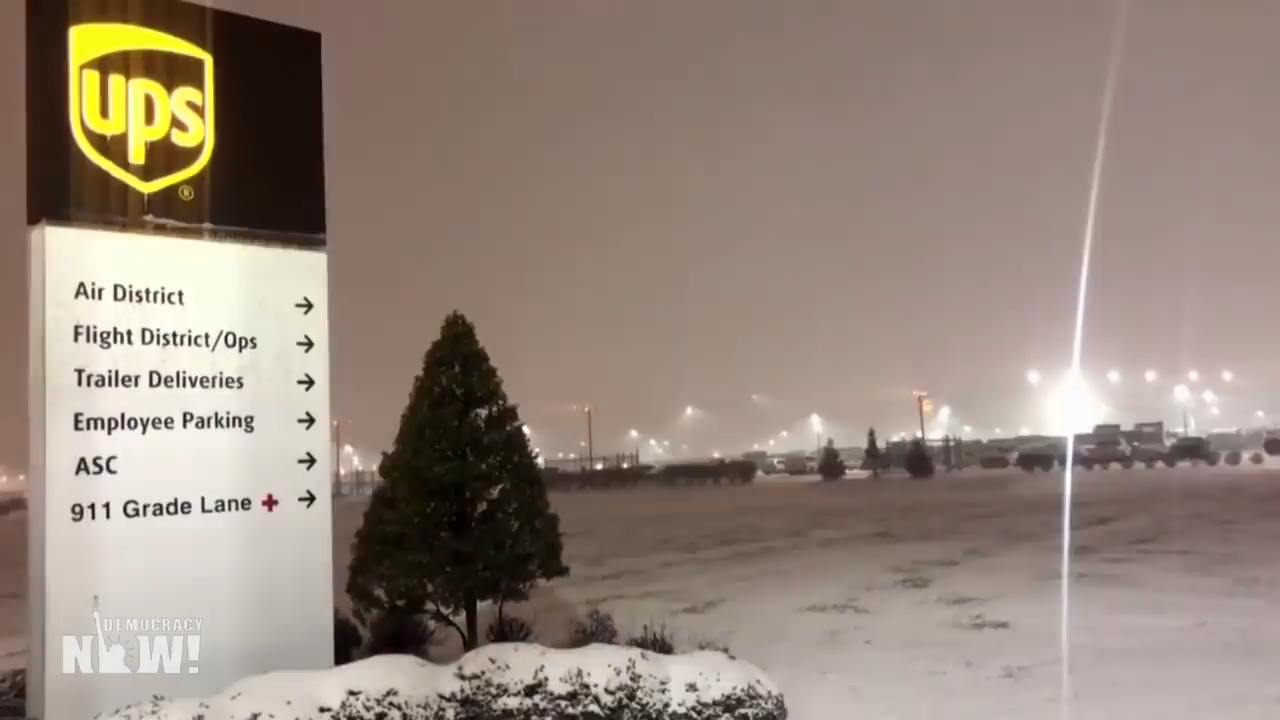 ups
®
Air District →
Flight District/Ops →
Trailer Deliveries →
Employee Parking →
ASC →
911 Grade Lane + →
DEMOCRACY
NOW!